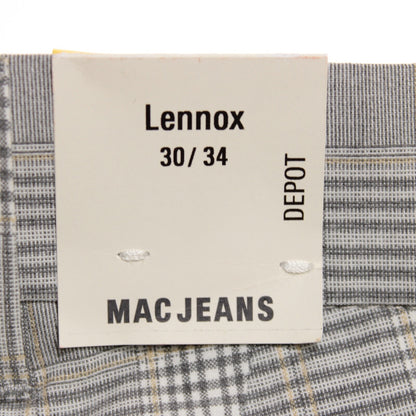 Lennox
30/ 34
DEPOT
MAC JEANS